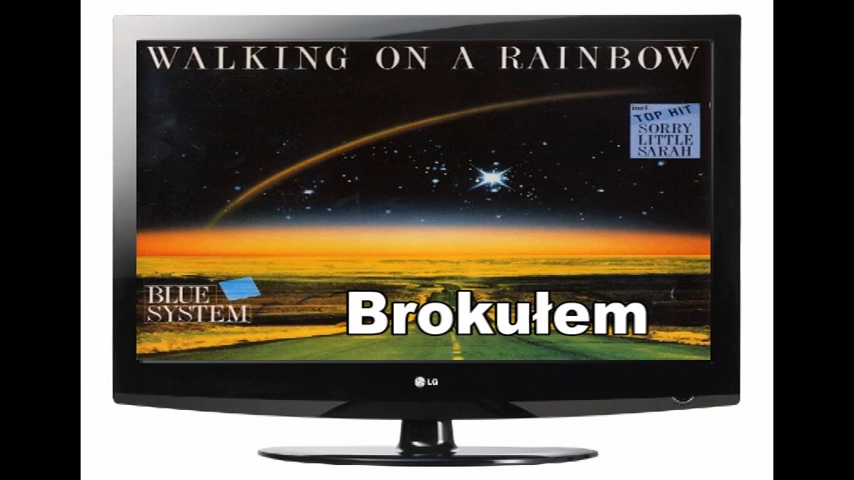 WALKING ON A RAINBOW
incl.
TOP HIT
SORRY
LITTLE
SARAH
BLUE
SYSTEM
Brokułem
LG